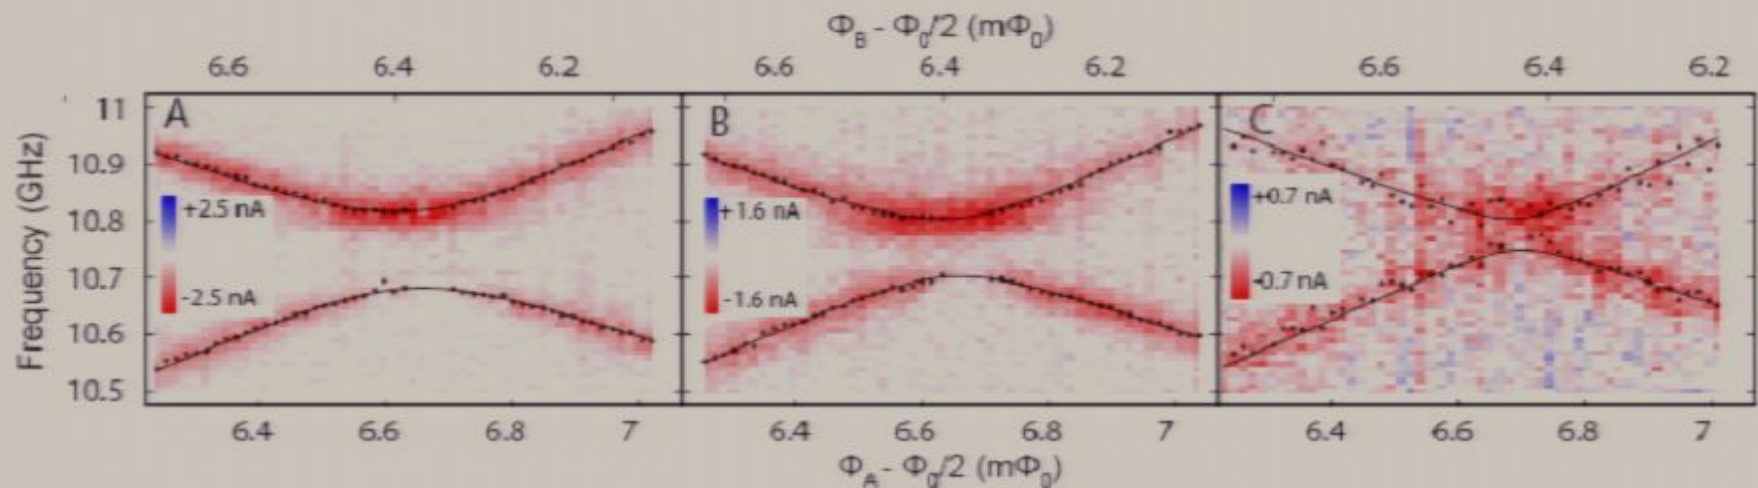 Φ_B - Φ_0/2 (mΦ_0)
6.6 6.4 6.2 6.6 6.4 6.2 6.6 6.4 6.2
A B C
Frequency (GHz)
11
10.9
10.8
10.7
10.6
10.5
+2.5 nA
-2.5 nA
+1.6 nA
-1.6 nA
+0.7 nA
-0.7 nA
6.4 6.6 6.8 7 6.4 6.6 6.8 7 6.4 6.6 6.8 7
Φ_A - Φ_0/2 (mΦ_0)